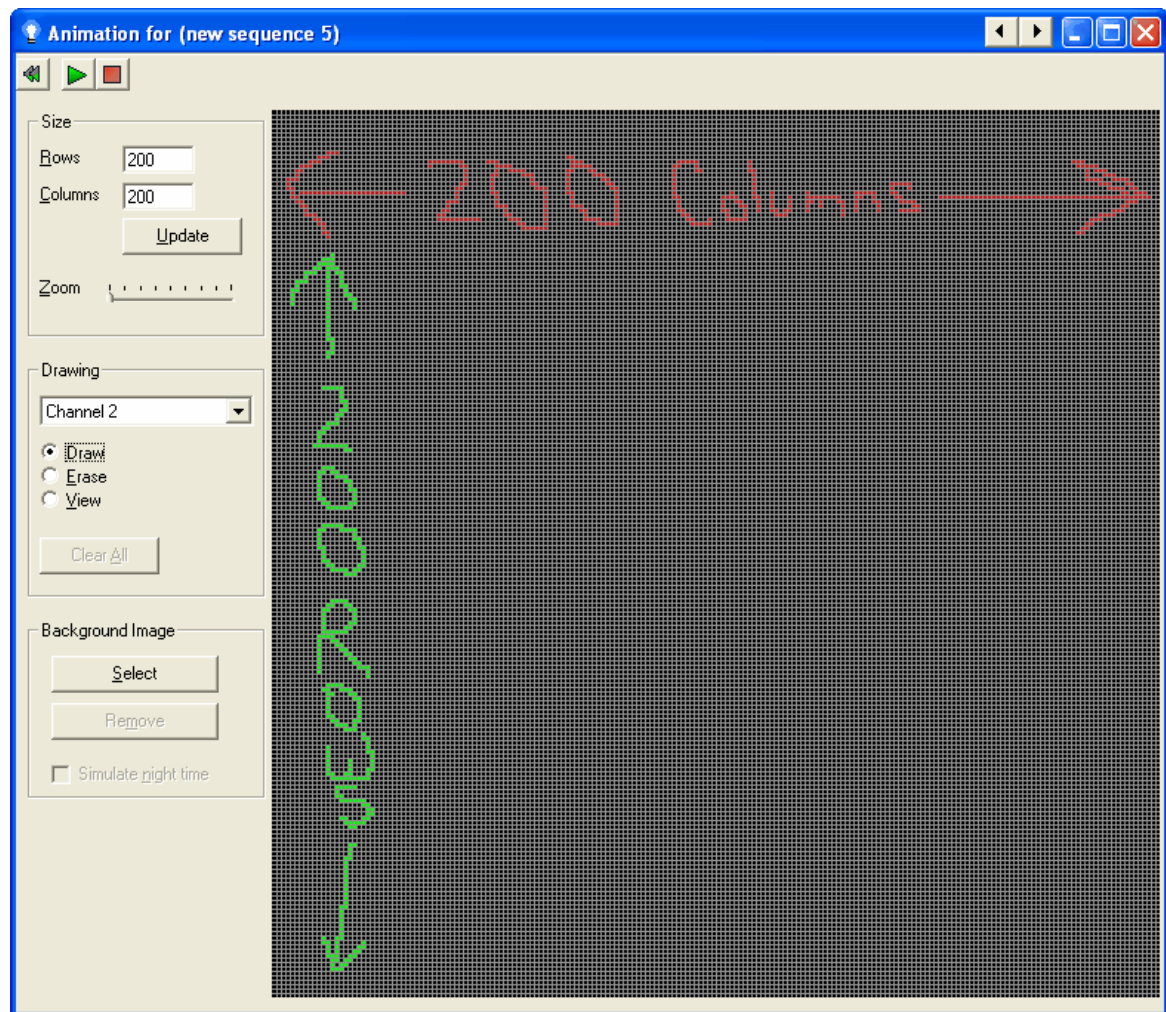 Animation for (new sequence 5)
Size
Rows 200
Columns 200
Update
Zoom
Drawing
Channel 2
Draw
Erase
View
Clear All
Background Image
Select
Remove
Simulate night time
200 Columns
200 Rows